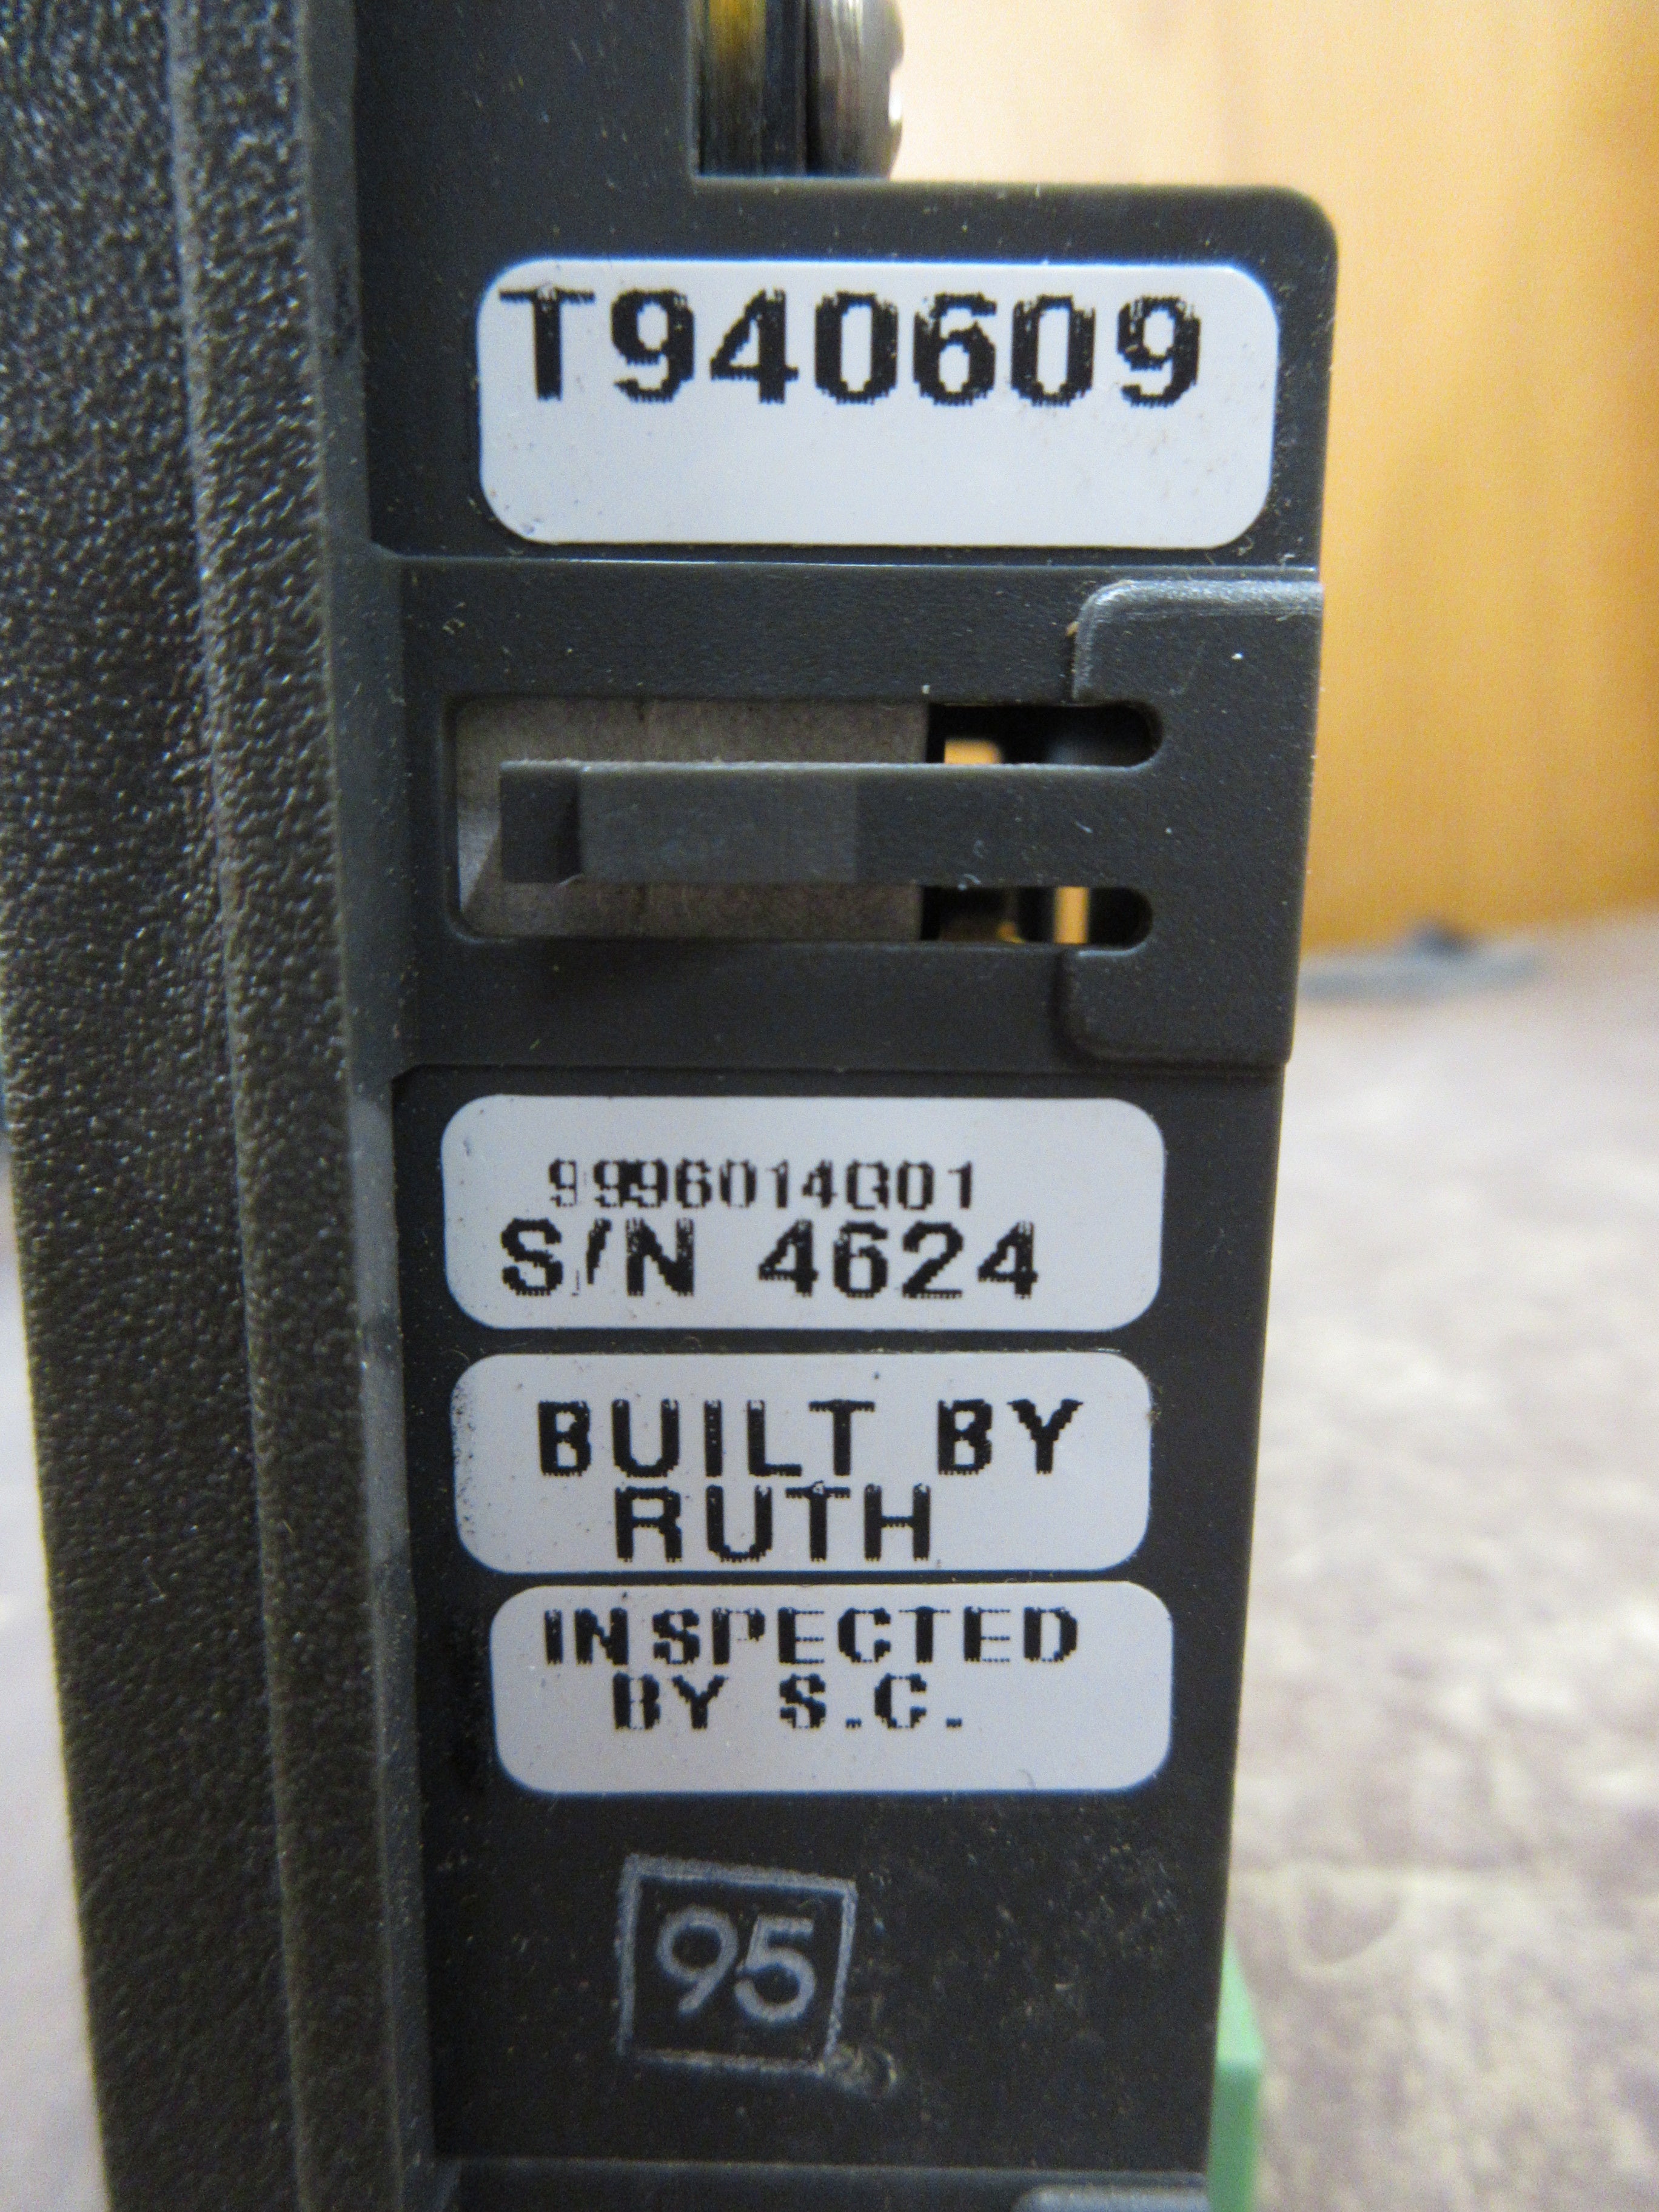 T940609
9996014G01
S/N 4624
BUILT BY
RUTH
INSPECTED
BY S.C.
95